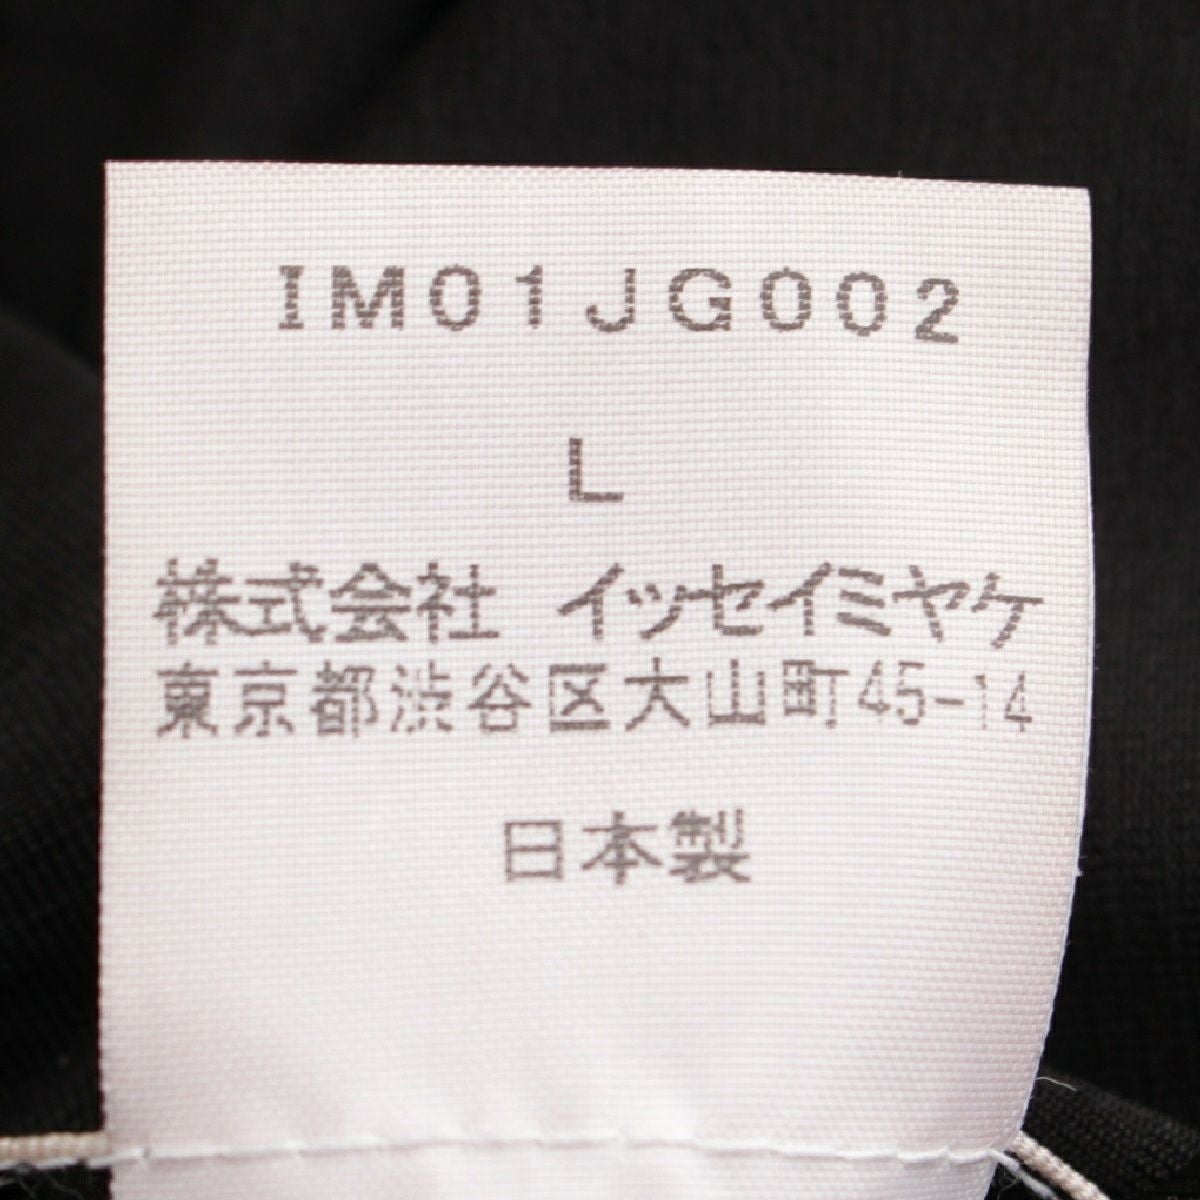 IM01JG002
L
株式会社 イッセイミヤケ
東京都渋谷区大山町45-14
日本製